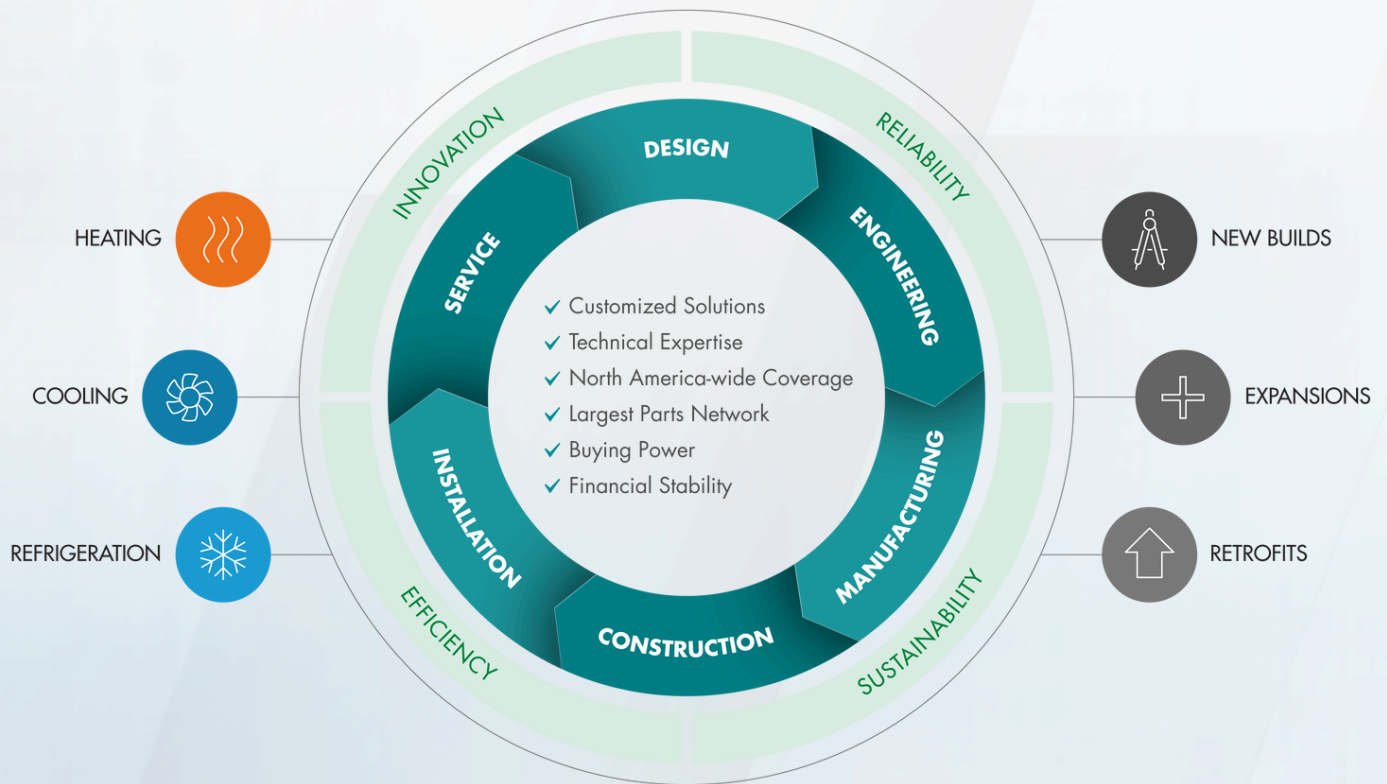 INNOVATION
RELIABILITY
SUSTAINABILITY
EFFICIENCY
DESIGN
ENGINEERING
MANUFACTURING
CONSTRUCTION
INSTALLATION
SERVICE
HEATING
COOLING
REFRIGERATION
Customized Solutions
Technical Expertise
North America-wide Coverage
Largest Parts Network
Buying Power
Financial Stability
NEW BUILDS
EXPANSIONS
RETROFITS